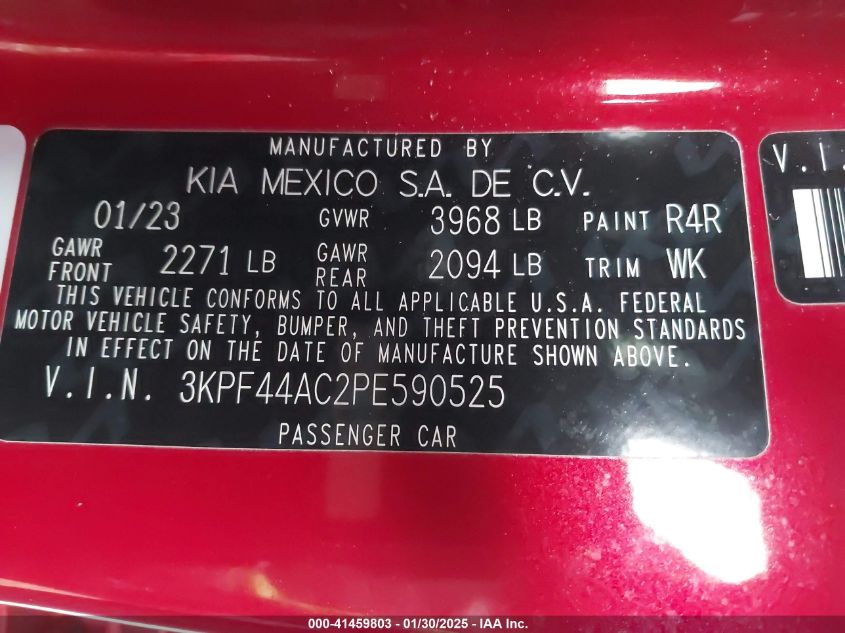 MANUFACTURED BY
KIA MEXICO S.A. DE C.V.
01/23 GVWR 3968 LB PAINT R4R
GAWR FRONT 2271 LB GAWR REAR 2094 LB TRIM WK
THIS VEHICLE CONFORMS TO ALL APPLICABLE U.S.A. FEDERAL
MOTOR VEHICLE SAFETY, BUMPER, AND THEFT PREVENTION STANDARDS
IN EFFECT ON THE DATE OF MANUFACTURE SHOWN ABOVE.
V.I.N. 3KPF44AC2PE590525
PASSENGER CAR
V.I.
000-41459803 - 01/30/2025 - IAA Inc.